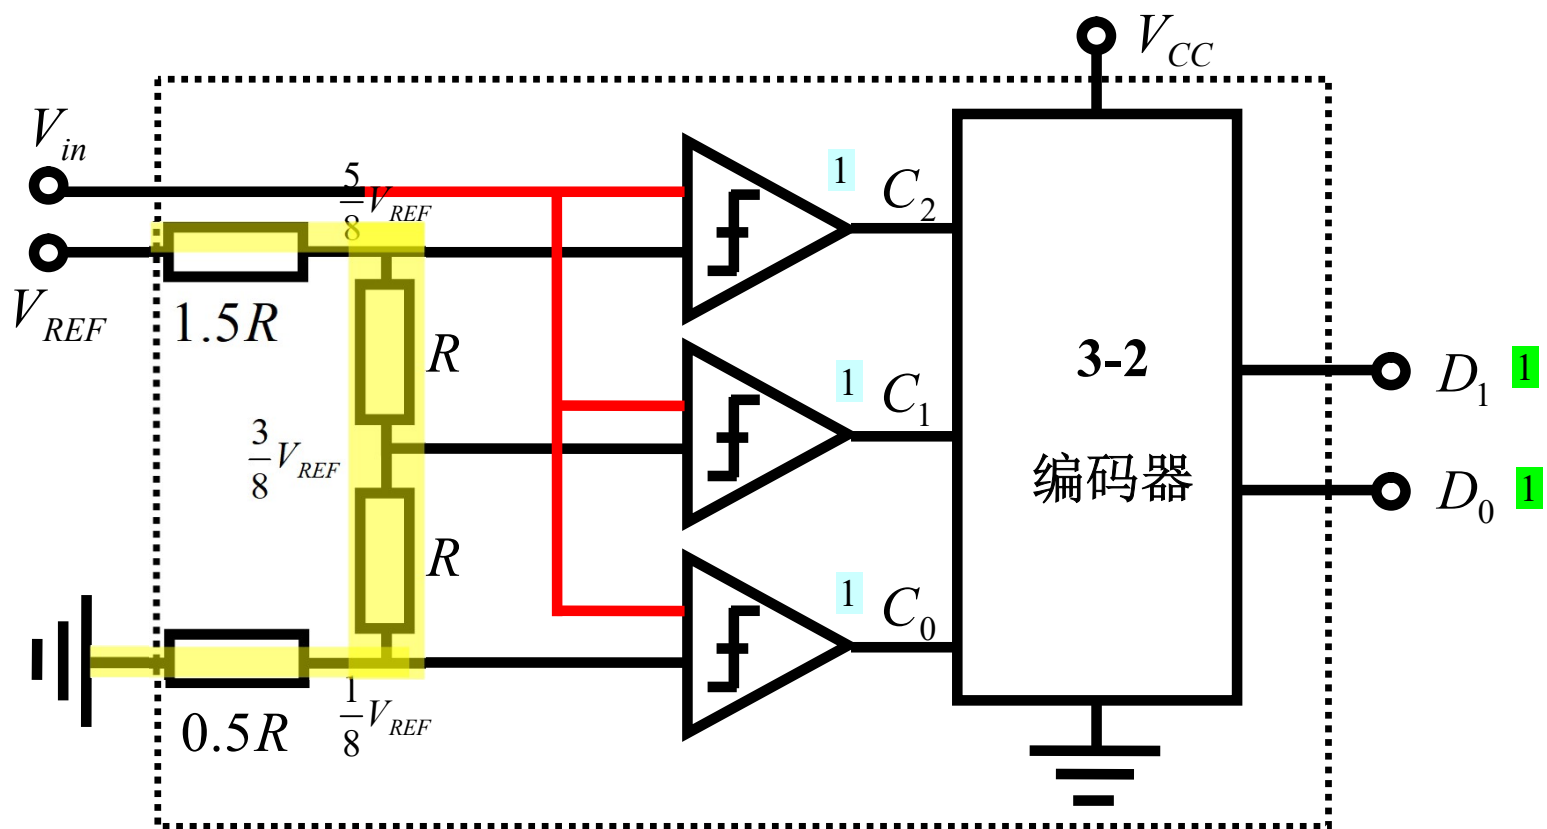 V_CC
V_in
5/8 V_REF
1
C_2
V_REF
1.5R
R
3-2
编码器
1
C_1
D_1 1
3/8 V_REF
D_0 1
R
1
C_0
0.5R
1/8 V_REF